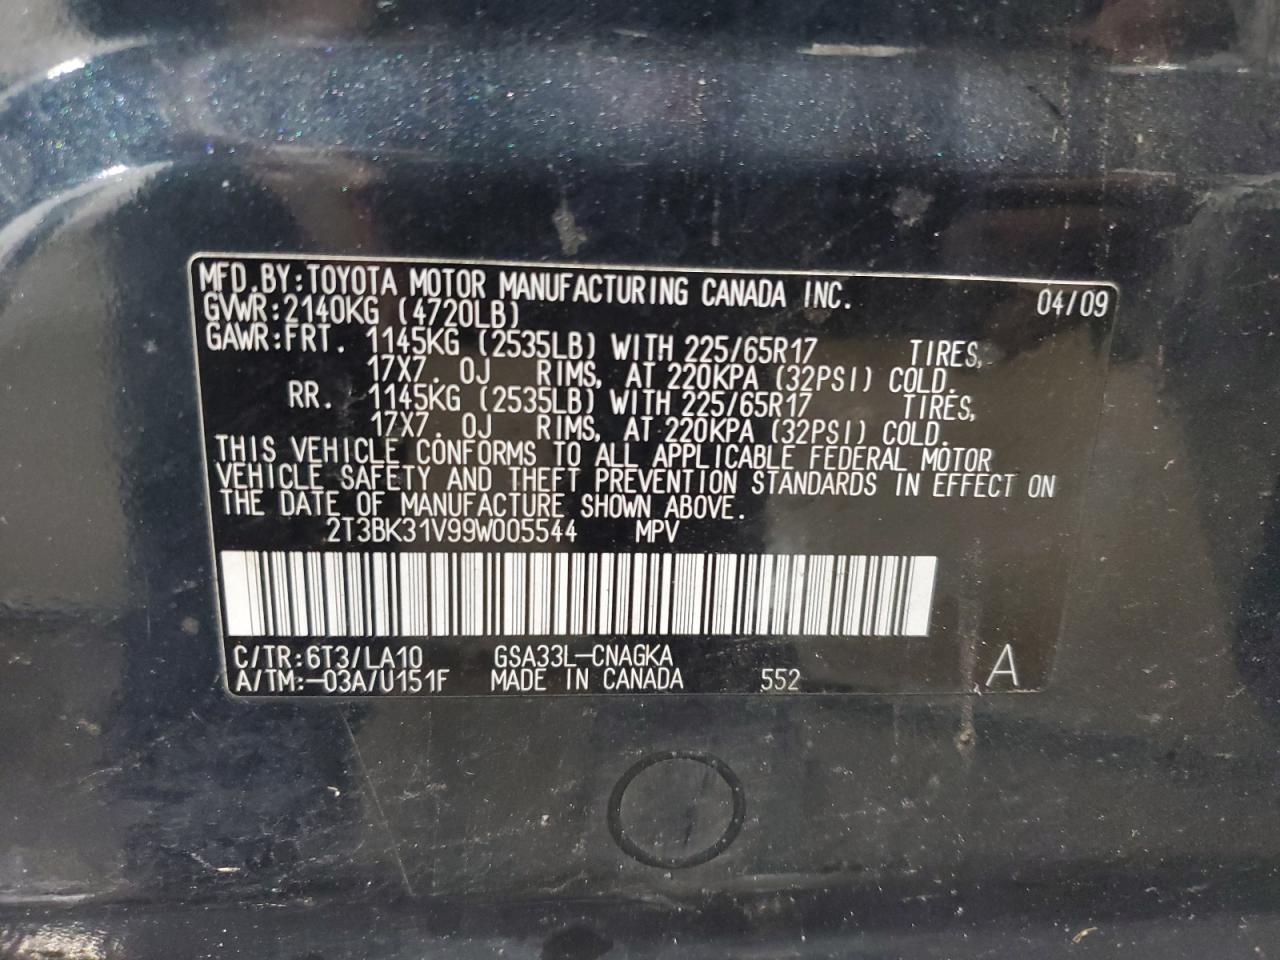 MFD.BY:TOYOTA MOTOR MANUFACTURING CANADA INC. 04/09
GVWR:2140KG (4720LB)
GAWR:FRT. 1145KG (2535LB) WITH 225/65R17 TIRES,
17X7. 0J RIMS, AT 220KPA (32PSI) COLD.
RR. 1145KG (2535LB) WITH 225/65R17 TIRES,
17X7. 0J RIMS, AT 220KPA (32PSI) COLD.
THIS VEHICLE CONFORMS TO ALL APPLICABLE FEDERAL MOTOR
VEHICLE SAFETY AND THEFT PREVENTION STANDARDS IN EFFECT ON
THE DATE OF MANUFACTURE SHOWN ABOVE.
2T3BK31V99W005544 MPV
C/TR:6T3/LA10 GSA33L-CNAGKA
A/TM:-03A/U151F MADE IN CANADA 552 A